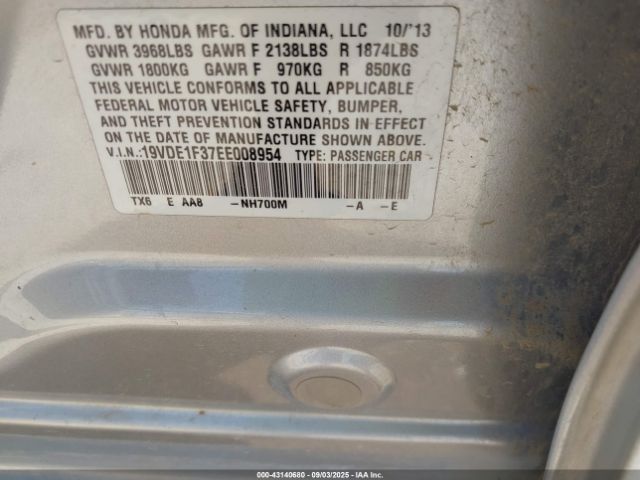 MFD. BY HONDA MFG. OF INDIANA, LLC 10/'13
GVWR 3968LBS GAWR F 2138LBS R 1874LBS
GVWR 1800KG GAWR F 970KG R 850KG
THIS VEHICLE CONFORMS TO ALL APPLICABLE
FEDERAL MOTOR VEHICLE SAFETY, BUMPER,
AND THEFT PREVENTION STANDARDS IN EFFECT
ON THE DATE OF MANUFACTURE SHOWN ABOVE.
V.I.N.:19VDE1F37EE008954 TYPE: PASSENGER CAR
TX6 E AA8 -NH700M -A -E
000-43140680 - 09/03/2025 - IAA Inc.